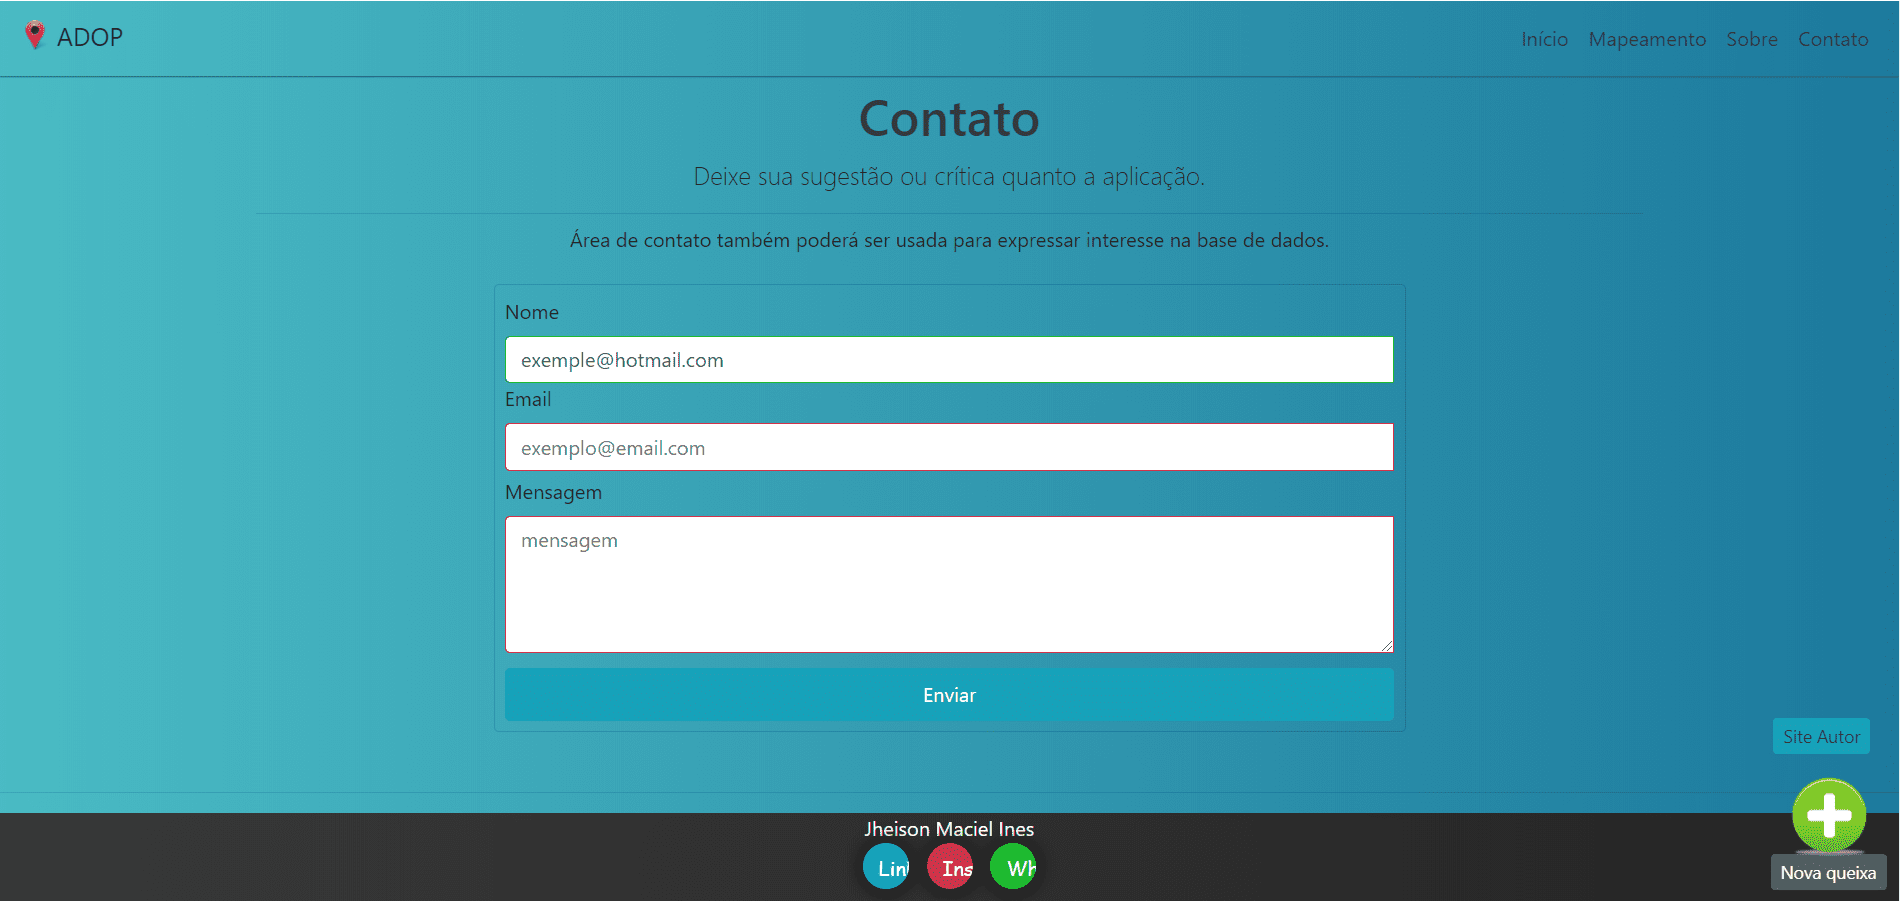 ADOP
Início Mapeamento Sobre Contato
Contato
Deixe sua sugestão ou crítica quanto a aplicação.
Área de contato também poderá ser usada para expressar interesse na base de dados.
Nome
exemple@hotmail.com
Email
exemplo@email.com
Mensagem
mensagem
Enviar
Site Autor
Jheison Maciel Ines
Lin Ins Wh
Nova queixa